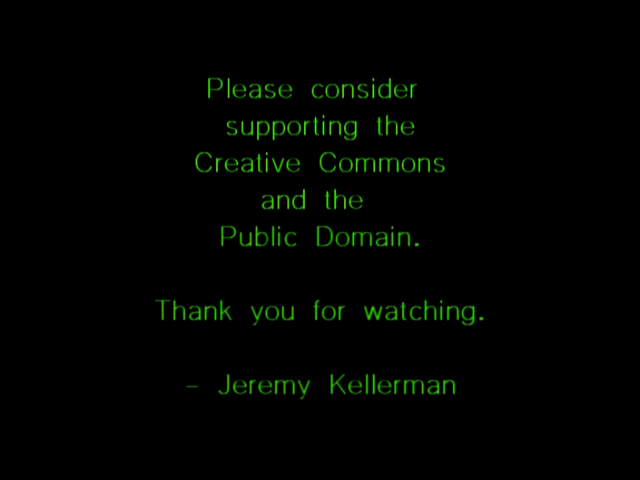 Please consider
supporting the
Creative Commons
and the
Public Domain.
Thank you for watching.
- Jeremy Kellerman